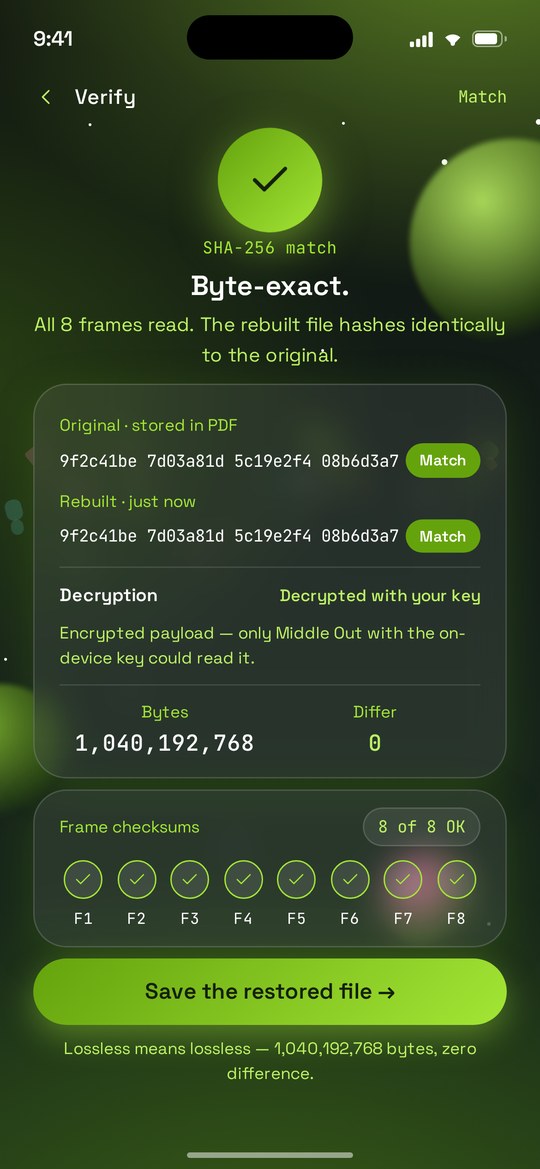 9:41
Verify
Match
SHA-256 match
Byte-exact.
All 8 frames read. The rebuilt file hashes identically
to the original.
Original · stored in PDF
9f2c41be 7d03a81d 5c19e2f4 08b6d3a7 Match
Rebuilt · just now
9f2c41be 7d03a81d 5c19e2f4 08b6d3a7 Match
Decryption Decrypted with your key
Encrypted payload — only Middle Out with the on-
device key could read it.
Bytes Differ
1,040,192,768 0
Frame checksums 8 of 8 OK
F1 F2 F3 F4 F5 F6 F7 F8
Save the restored file →
Lossless means lossless — 1,040,192,768 bytes, zero
difference.